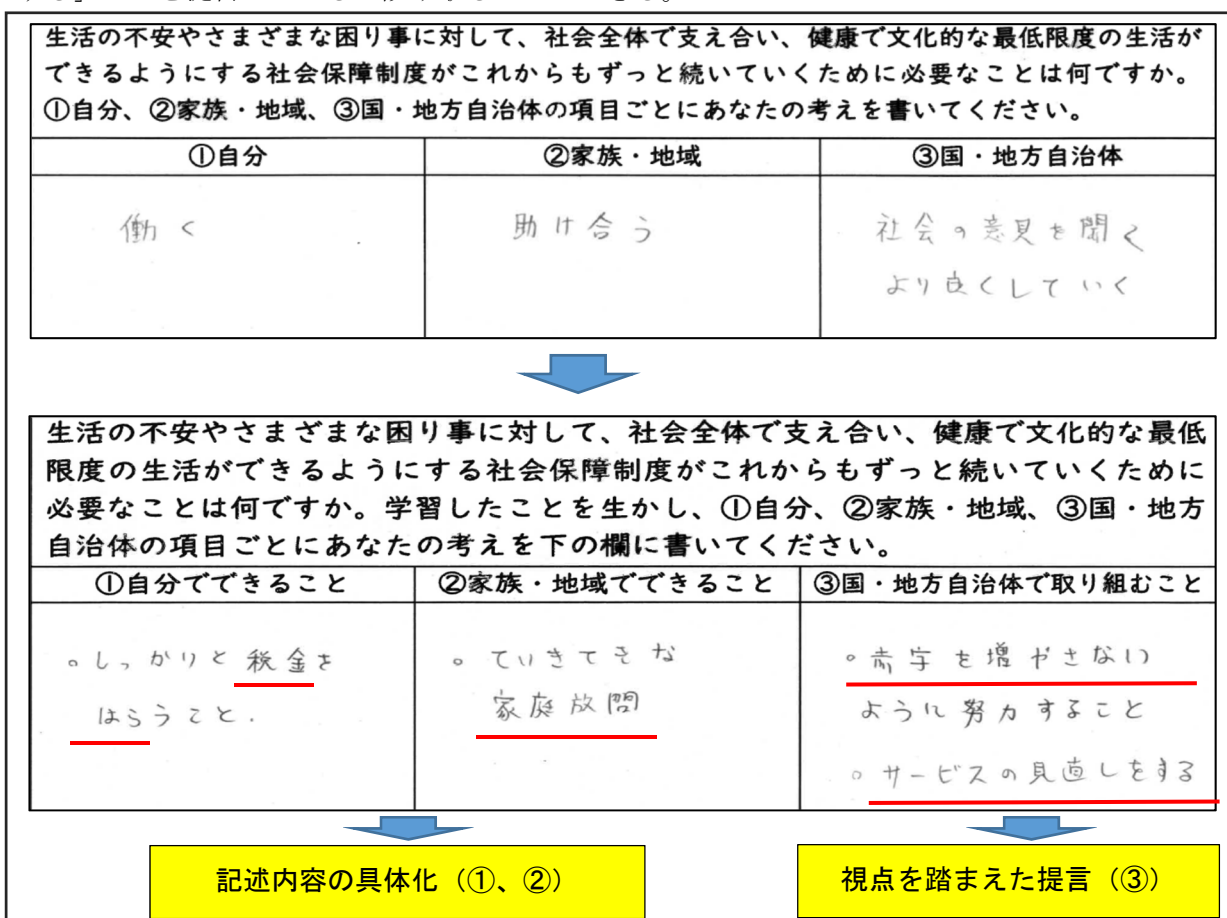 生活の不安やさまざまな困り事に対して、社会全体で支え合い、健康で文化的な最低限度の生活が
できるようにする社会保障制度がこれからもずっと続いていくために必要なことは何ですか。
①自分、②家族・地域、③国・地方自治体の項目ごとにあなたの考えを書いてください。
①自分 ②家族・地域 ③国・地方自治体
働く 助け合う 社会の意見を聞く
より良くしていく
生活の不安やさまざまな困り事に対して、社会全体で支え合い、健康で文化的な最低
限度の生活ができるようにする社会保障制度がこれからもずっと続いていくために
必要なことは何ですか。学習したことを生かし、①自分、②家族・地域、③国・地方
自治体の項目ごとにあなたの考えを下の欄に書いてください。
①自分でできること ②家族・地域でできること ③国・地方自治体で取り組むこと
。しっかりと税金を
はらうこと.
。ていきてきな
家庭放問
。赤字を増やさない
ように努力すること
。サービスの見直しをする
記述内容の具体化（①、②） 視点を踏まえた提言（③）